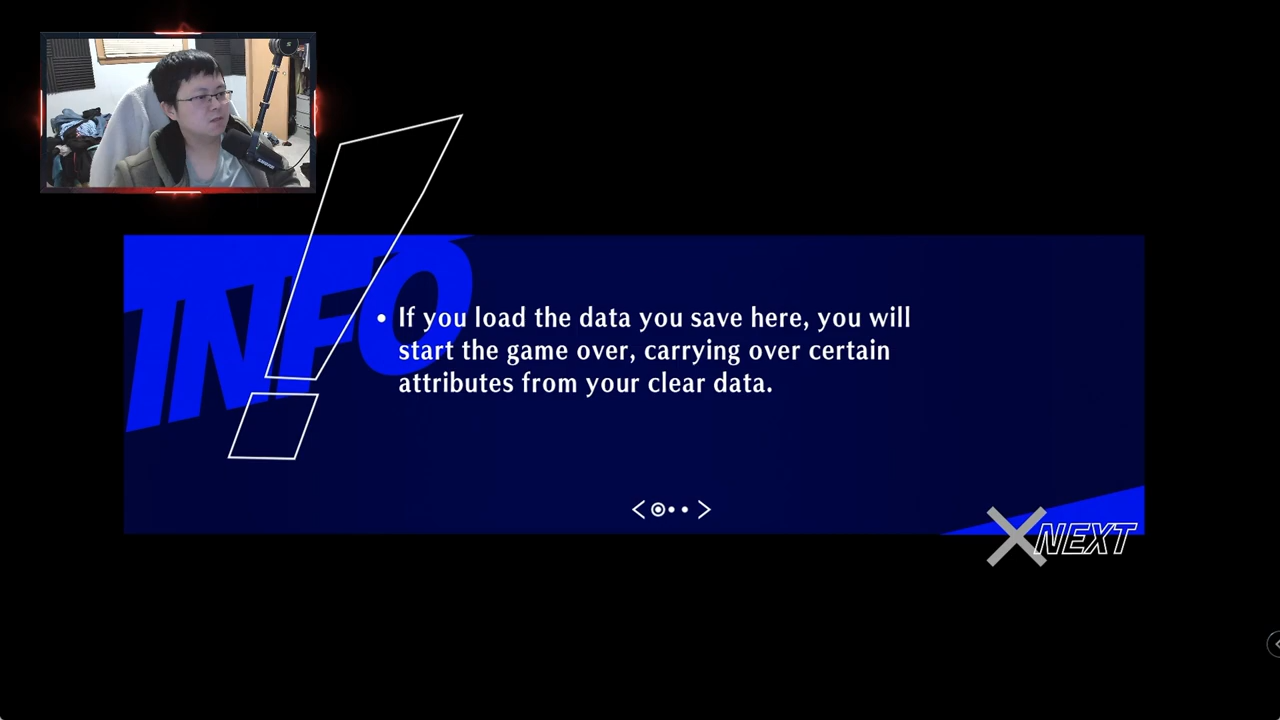 INFO
• If you load the data you save here, you will
start the game over, carrying over certain
attributes from your clear data.
NEXT